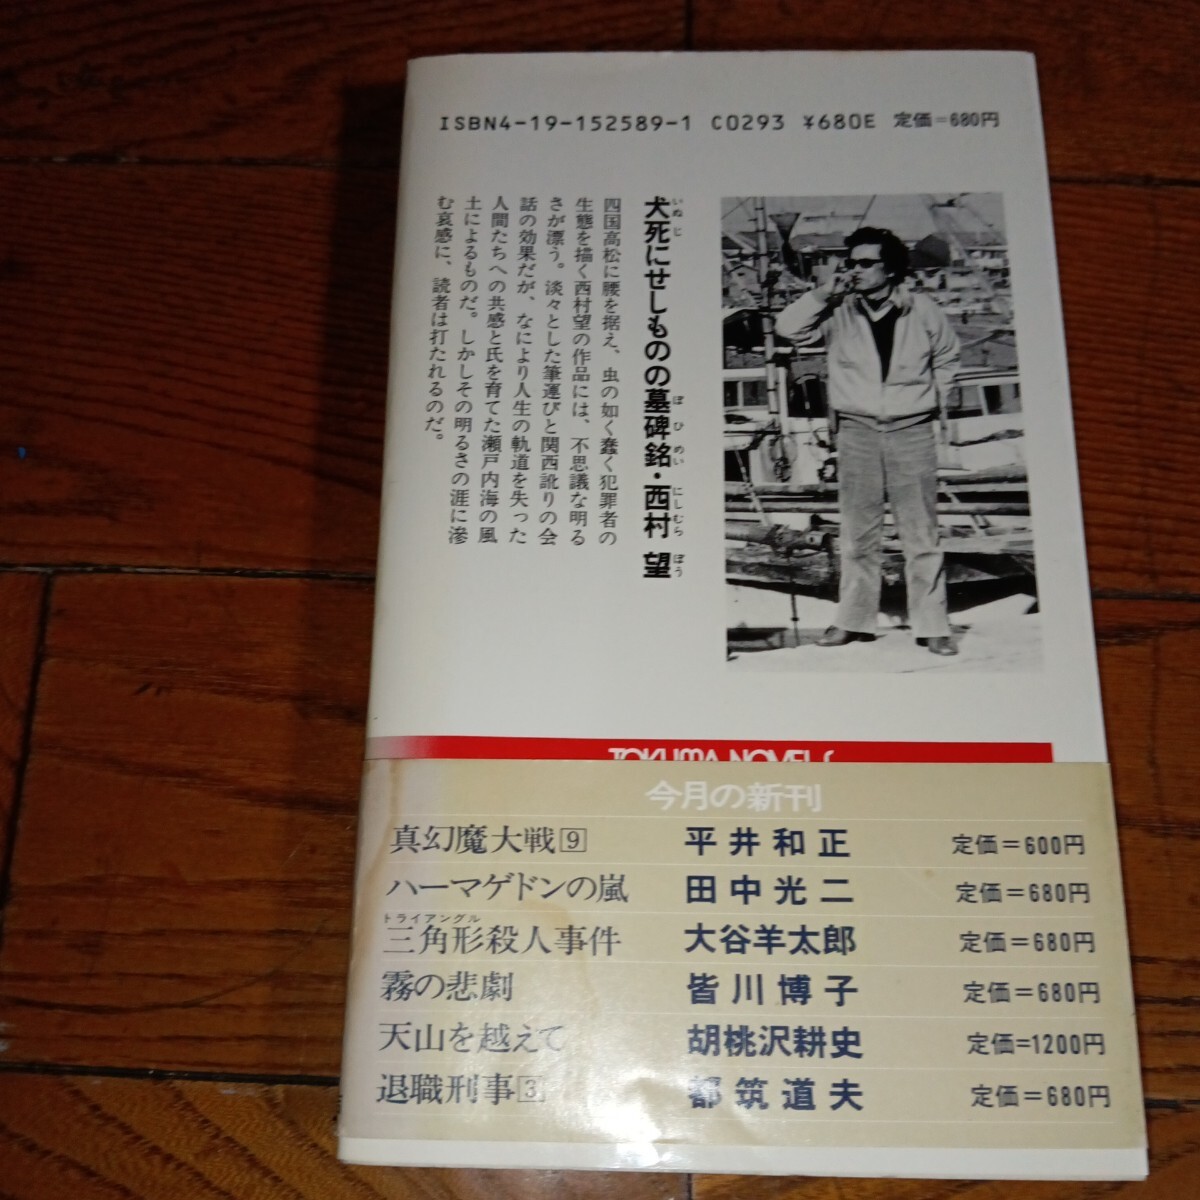 ISBN4-19-152589-1 C0293 ¥680E 定価=680円
犬死にせしものの墓碑銘・西村 望
いぬじ ぼひめい にしむら ぼう
四国高松に腰を据え、虫の如く蠢く犯罪者の
生態を描く西村望の作品には、不思議な明る
さが漂う。淡々とした筆運びと関西訛りの会
話の効果だが、なにより人生の軌道を失った
人間たちへの共感と氏を育てた瀬戸内海の風
土によるものだ。しかしその明るさの涯に滲
む哀感に、読者は打たれるのだ。
TOKUMA NOVELS
今月の新刊
真幻魔大戦9 平井和正 定価=600円
ハーマゲドンの嵐 田中光二 定価=680円
トライアングル
三角形殺人事件 大谷羊太郎 定価=680円
霧の悲劇 皆川博子 定価=680円
天山を越えて 胡桃沢耕史 定価=1200円
退職刑事3 都筑道夫 定価=680円